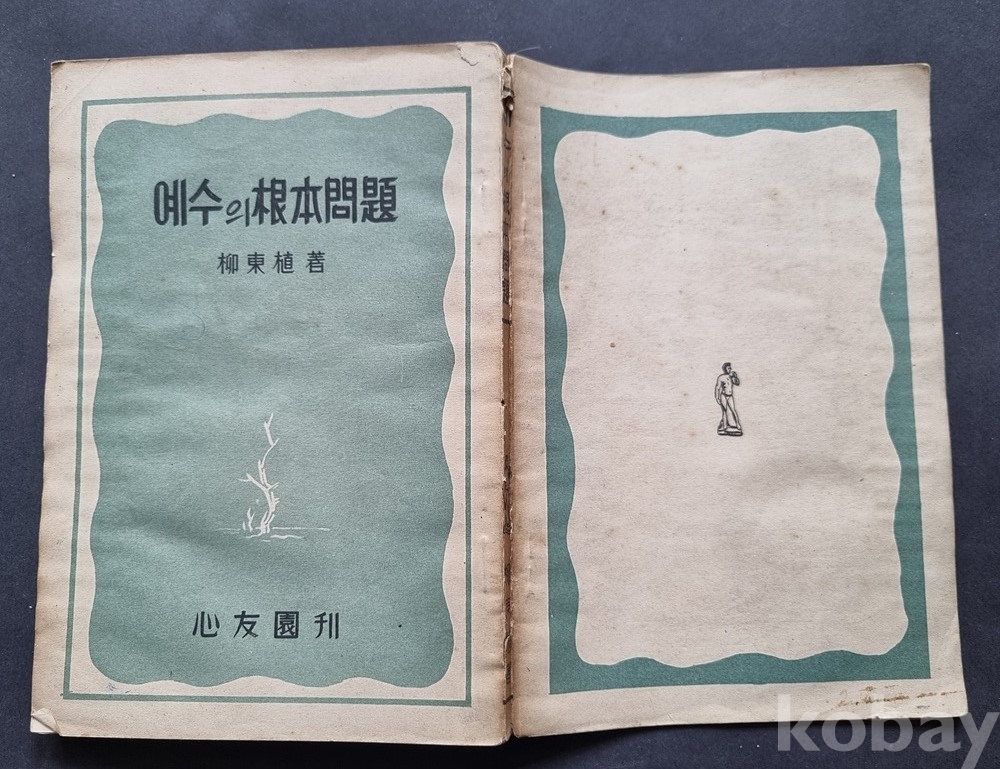 예수의 根本問題
柳東植 著
心友園 刊
kobay